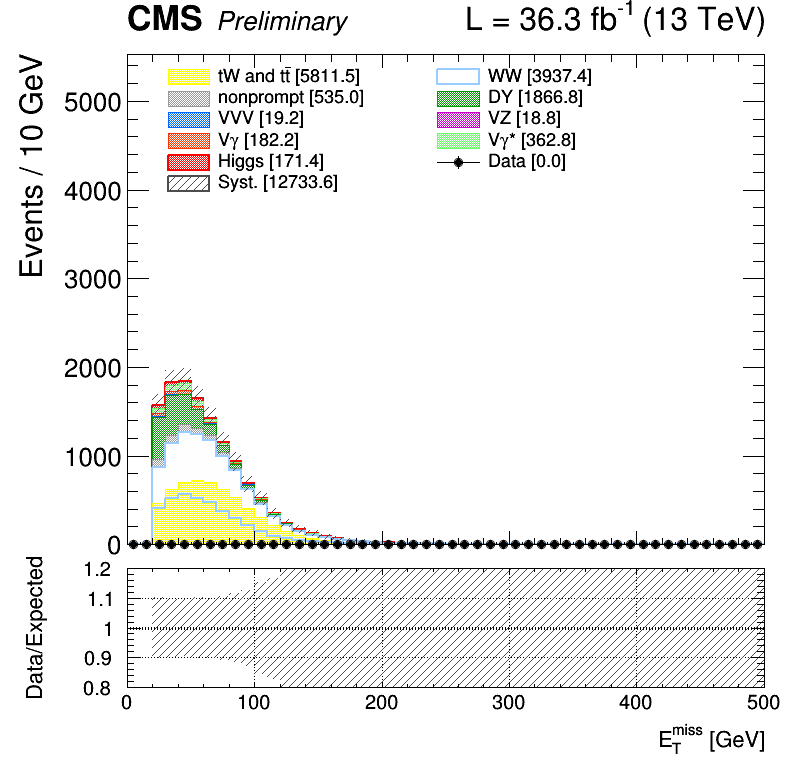 CMS Preliminary L = 36.3 fb⁻¹ (13 TeV)
Events / 10 GeV
5000
4000
3000
2000
1000
0
tW and tt̄ [5811.5]
nonprompt [535.0]
VVV [19.2]
Vγ [182.2]
Higgs [171.4]
Syst. [12733.6]
WW [3937.4]
DY [1866.8]
VZ [18.8]
Vγ* [362.8]
Data [0.0]
Data/Expected
1.2
1.1
1
0.9
0.8
0 100 200 300 400 500
E_T^miss [GeV]